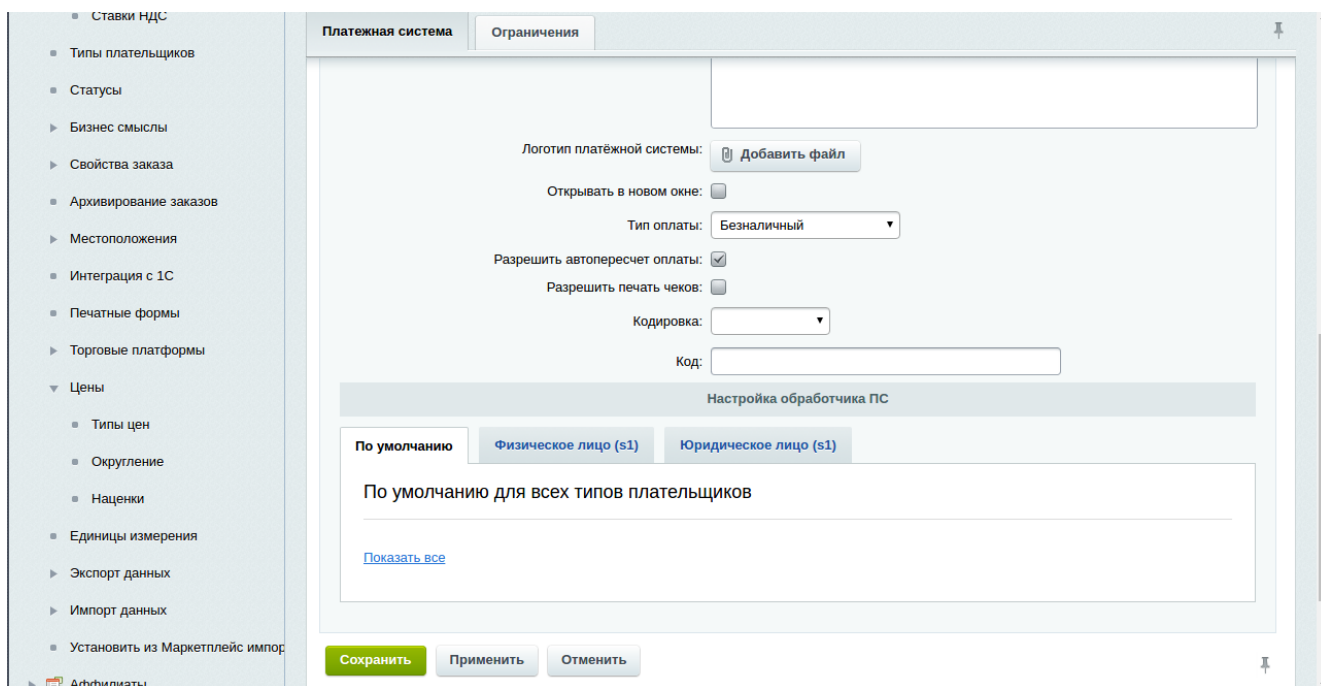 Ставки НДС
Типы плательщиков
Статусы
Бизнес смыслы
Свойства заказа
Архивирование заказов
Местоположения
Интеграция с 1С
Печатные формы
Торговые платформы
Цены
Типы цен
Округление
Наценки
Единицы измерения
Экспорт данных
Импорт данных
Установить из Маркетплейс импор
Аффилиаты
Платежная система
Ограничения
Логотип платёжной системы: Добавить файл
Открывать в новом окне:
Тип оплаты: Безналичный
Разрешить автопересчет оплаты:
Разрешить печать чеков:
Кодировка:
Код:
Настройка обработчика ПС
По умолчанию Физическое лицо (s1) Юридическое лицо (s1)
По умолчанию для всех типов плательщиков
Показать все
Сохранить Применить Отменить